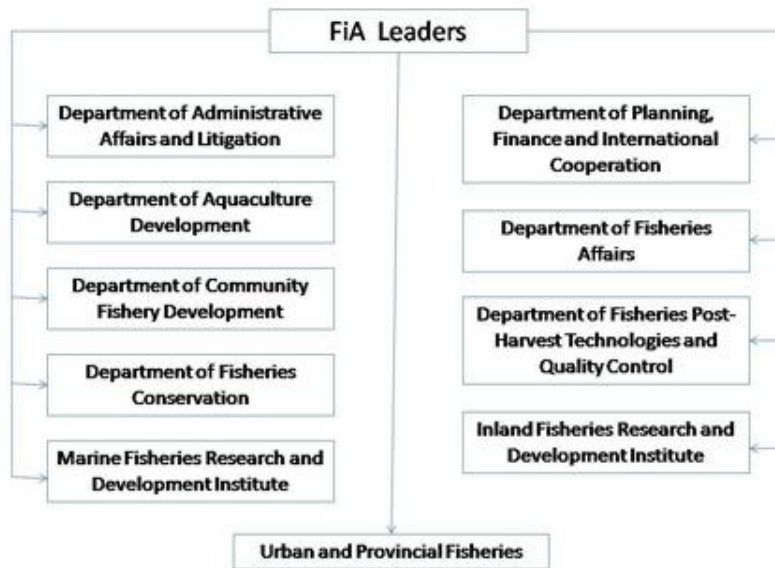 FiA Leaders
Department of Administrative
Affairs and Litigation
Department of Aquaculture
Development
Department of Community
Fishery Development
Department of Fisheries
Conservation
Marine Fisheries Research and
Development Institute
Department of Planning,
Finance and International
Cooperation
Department of Fisheries
Affairs
Department of Fisheries Post-
Harvest Technologies and
Quality Control
Inland Fisheries Research and
Development Institute
Urban and Provincial Fisheries